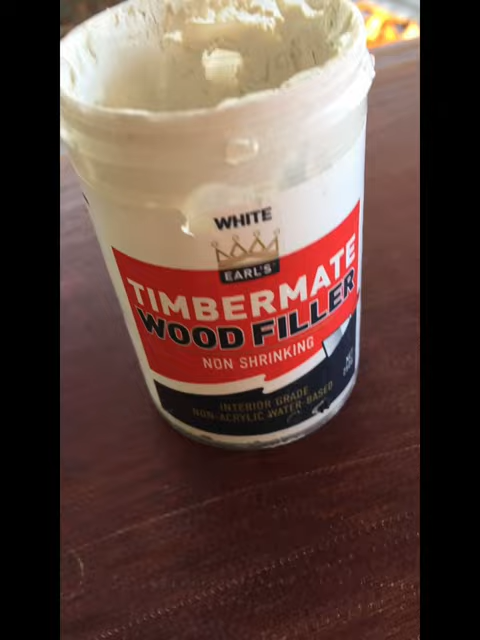 WHITE
EARL'S
TIMBERMATE
WOOD FILLER
NON SHRINKING
INTERIOR GRADE
NON-ACRYLIC WATER-BASED